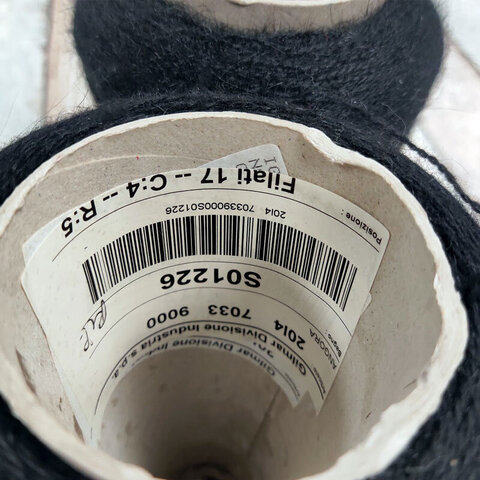 Gilmar Divisione Industria s.p.a.
ANGORA
2014 7033 9000
S01226
2014 70339000S01226
Posizione :
Filati 17 -- C:4 -- R:5